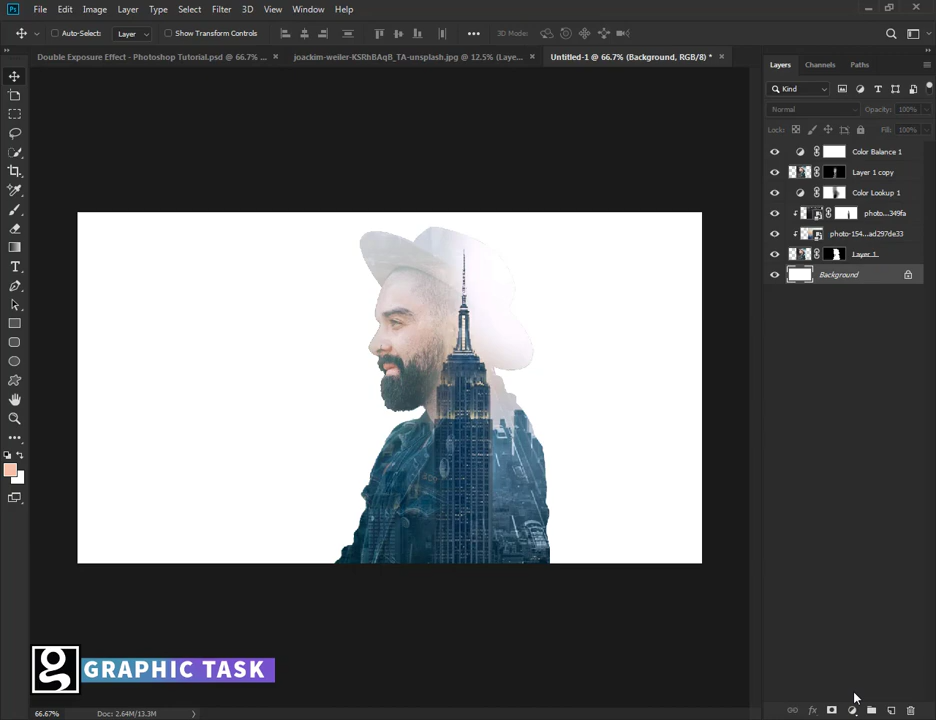 Ps File Edit Image Layer Type Select Filter 3D View Window Help
Auto-Select: Layer Show Transform Controls 3D Mode:
Double Exposure Effect - Photoshop Tutorial.psd @ 66.7% ... × joachim-weiler-KSRhBAqB_TA-unsplash.jpg @ 12.5% (Laye... × Untitled-1 @ 66.7% (Background, RGB/8) * ×
Layers Channels Paths
Kind
Normal Opacity: 100%
Lock: Fill: 100%
Color Balance 1
Layer 1 copy
Color Lookup 1
photo...349fa
photo-154...ad297de33
Layer 1
Background
g GRAPHIC TASK
66.67% Doc: 2.64M/13.3M
fx